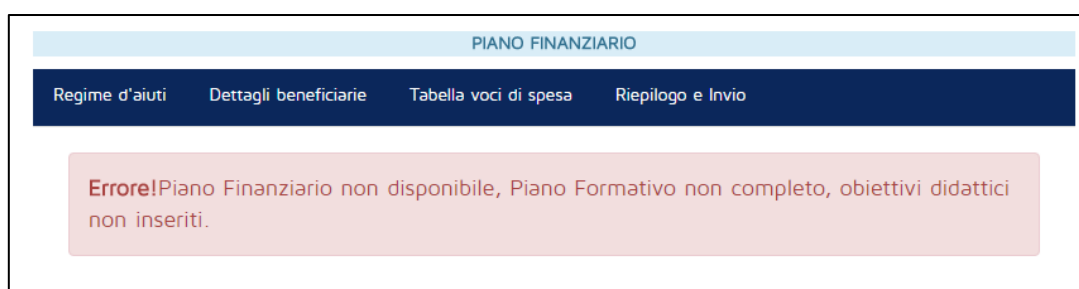 PIANO FINANZIARIO
Regime d'aiuti Dettagli beneficiarie Tabella voci di spesa Riepilogo e Invio
Errore!Piano Finanziario non disponibile, Piano Formativo non completo, obiettivi didattici
non inseriti.